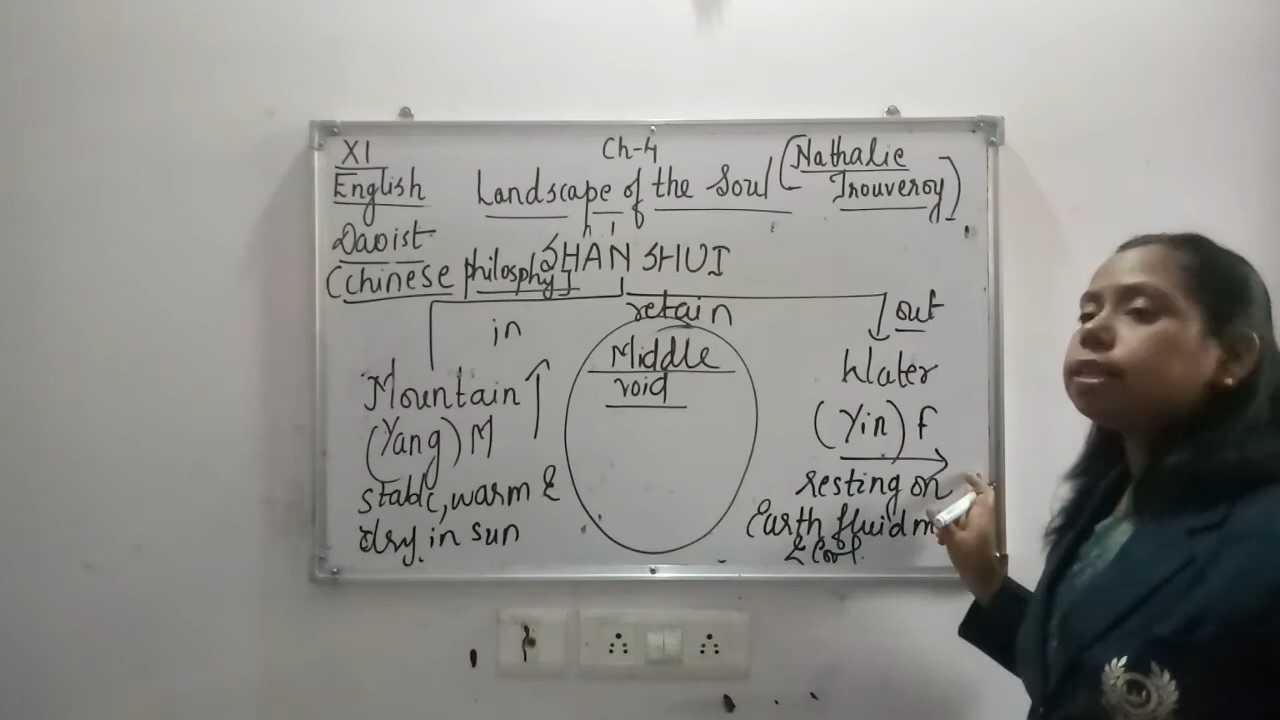 XI
English
Ch-4
Landscape of the Soul (Nathalie
Trouveroy)
Daoist
(Chinese philosphy]
SHAN SHUI
in
retain
out
Mountain
(Yang) M
stable, warm &
dry in sun
Middle
void
Water
(Yin) F
resting on
Earth fluid
& Cool.